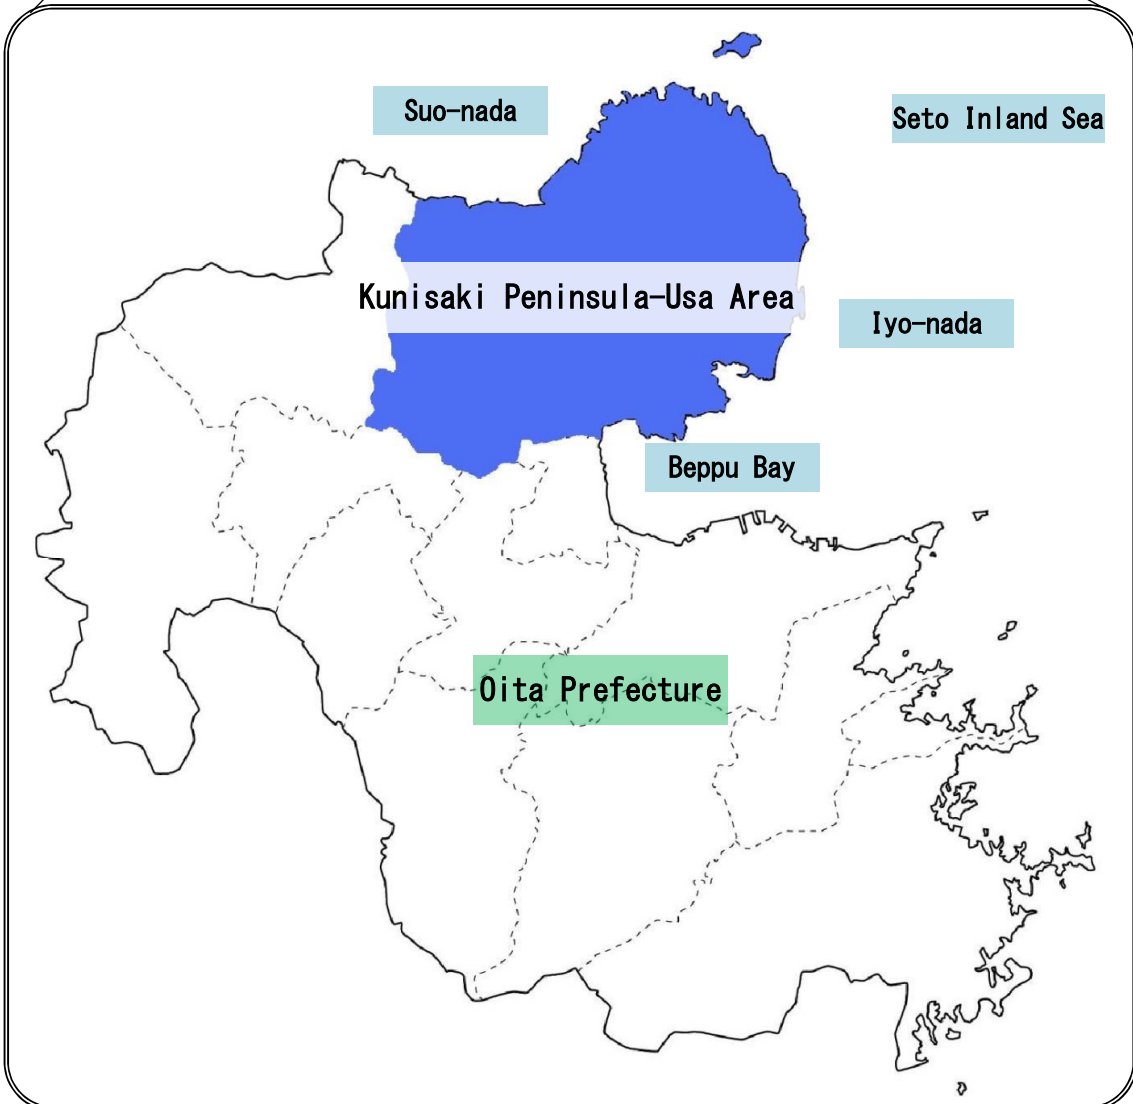 Suo-nada
Seto Inland Sea
Kunisaki Peninsula-Usa Area
Iyo-nada
Beppu Bay
Oita Prefecture